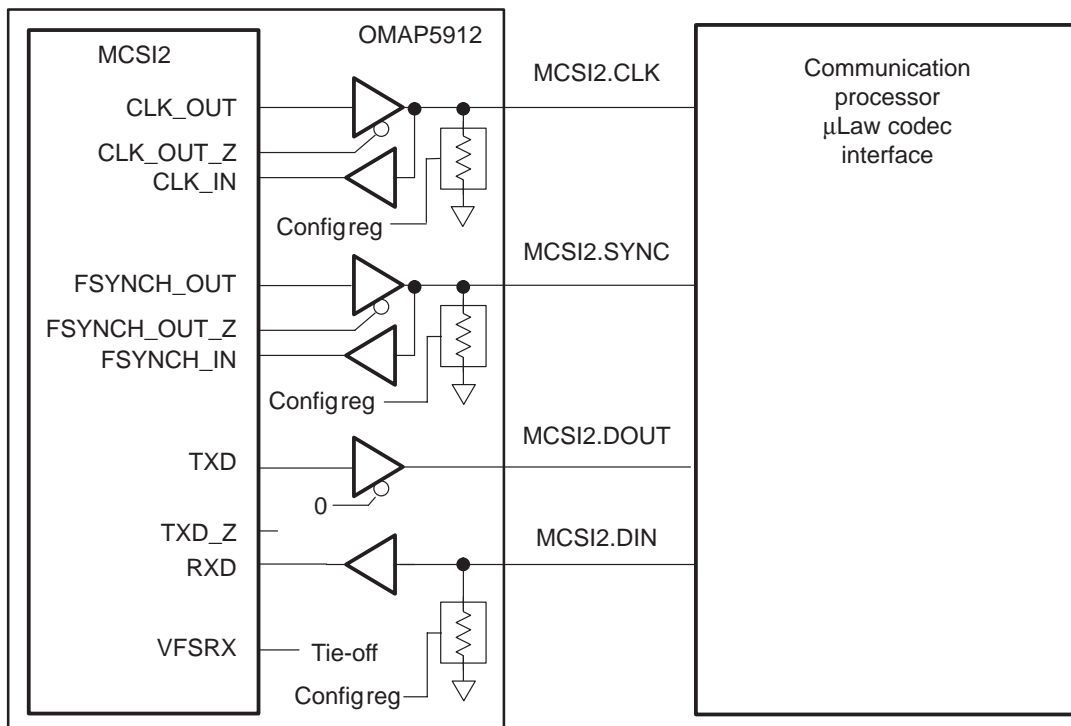 OMAP5912
MCSI2
CLK_OUT
CLK_OUT_Z
CLK_IN
Config reg
FSYNCH_OUT
FSYNCH_OUT_Z
FSYNCH_IN
Config reg
TXD
0
TXD_Z
RXD
VFSRX
Tie-off
Config reg
MCSI2.CLK
MCSI2.SYNC
MCSI2.DOUT
MCSI2.DIN
Communication
processor
μLaw codec
interface